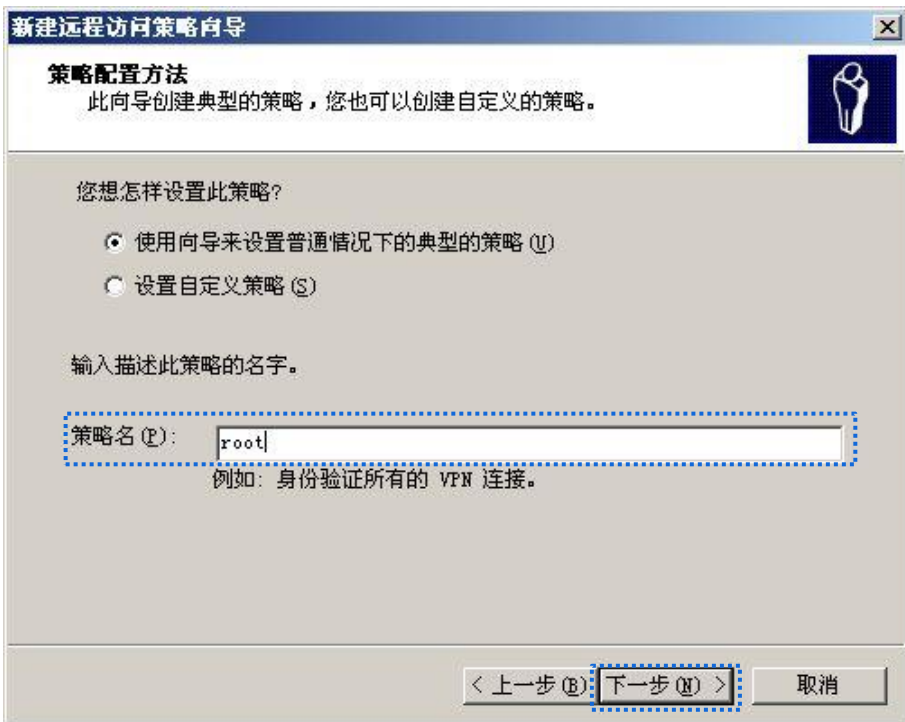 新建远程访问策略向导
策略配置方法
此向导创建典型的策略，您也可以创建自定义的策略。
您想怎样设置此策略?
使用向导来设置普通情况下的典型的策略(U)
设置自定义策略(S)
输入描述此策略的名字。
策略名(P): root
例如: 身份验证所有的 VPN 连接。
< 上一步(B) 下一步(N) > 取消